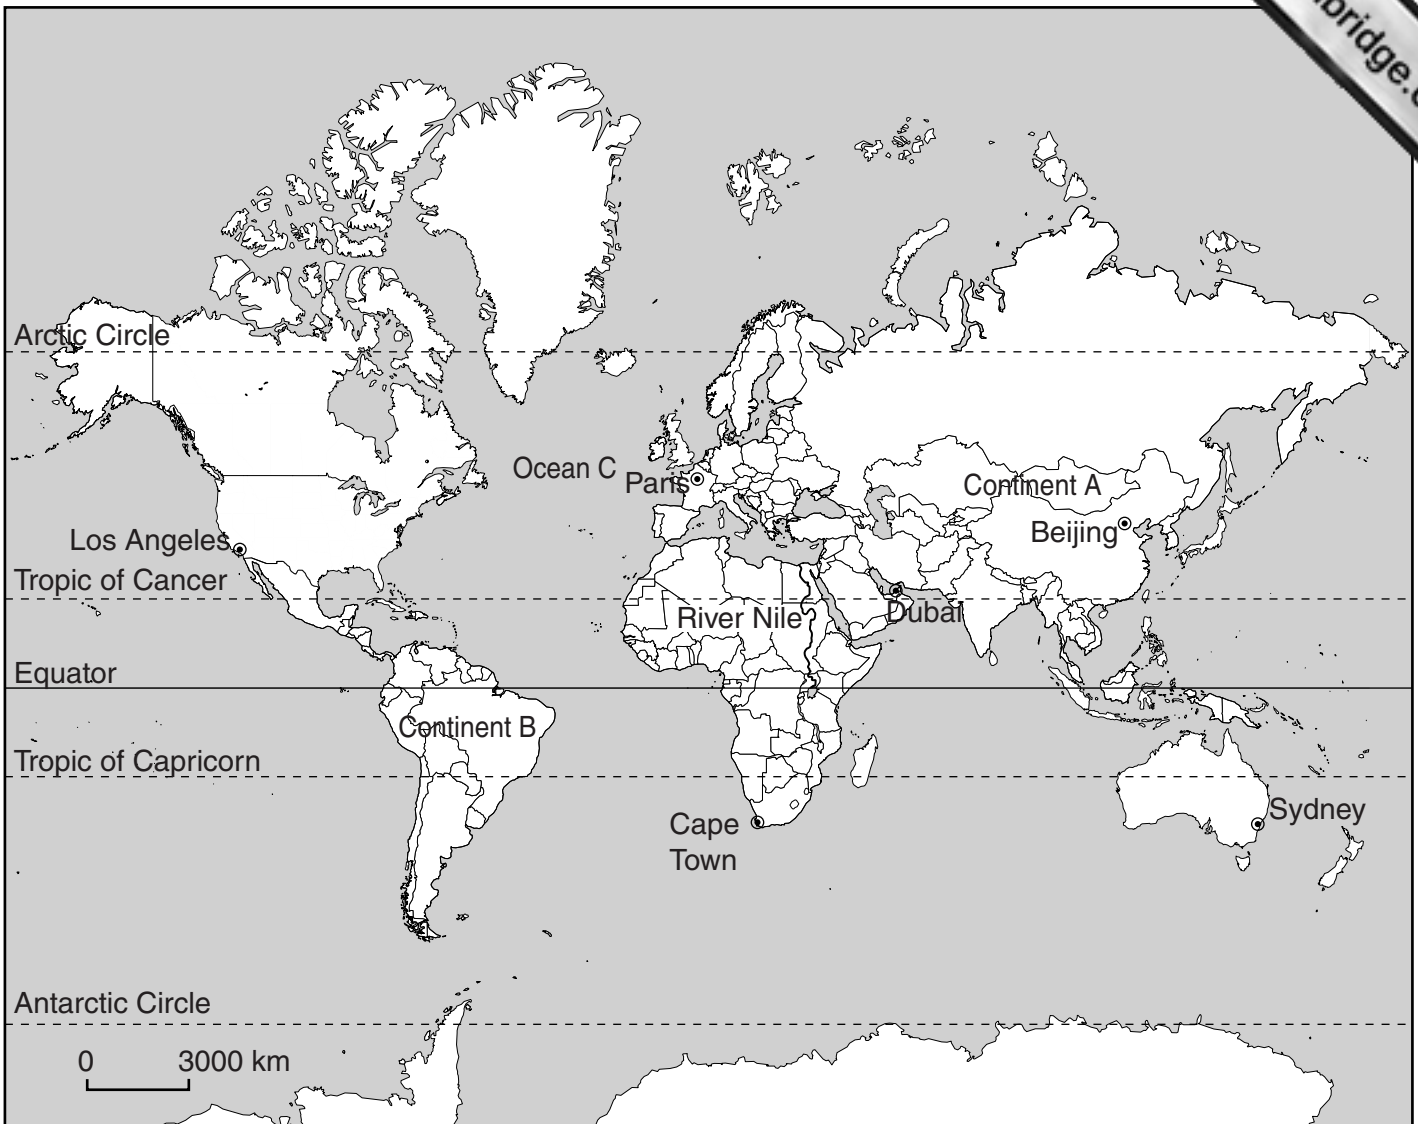 Arctic Circle
Ocean C
Paris
Continent A
Los Angeles
Beijing
Tropic of Cancer
River Nile
Dubai
Equator
Continent B
Tropic of Capricorn
Cape
Town
Sydney
Antarctic Circle
0 3000 km